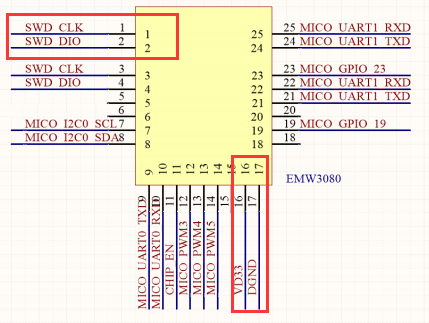 SWD_CLK 1 1
SWD_DIO 2 2
SWD_CLK 3 3
SWD_DIO 4 4
5 5
6 6
MICO_I2C0_SCL 7 7
MICO_I2C0_SDA 8 8
25 25 MICO_UART1_RXD
24 24 MICO_UART1_TXD
23 23 MICO_GPIO_23
22 22 MICO_UART1_RXD
21 21 MICO_UART1_TXD
20 20
19 19 MICO_GPIO_19
18 18
EMW3080
9 9 MICO_UART0_TXD
10 10 MICO_UART0_RXD
11 11 CHIP_EN
12 12 MICO_PWM3
13 13 MICO_PWM4
14 14 MICO_PWM5
15 15
16 16 VD33
17 17 DGND